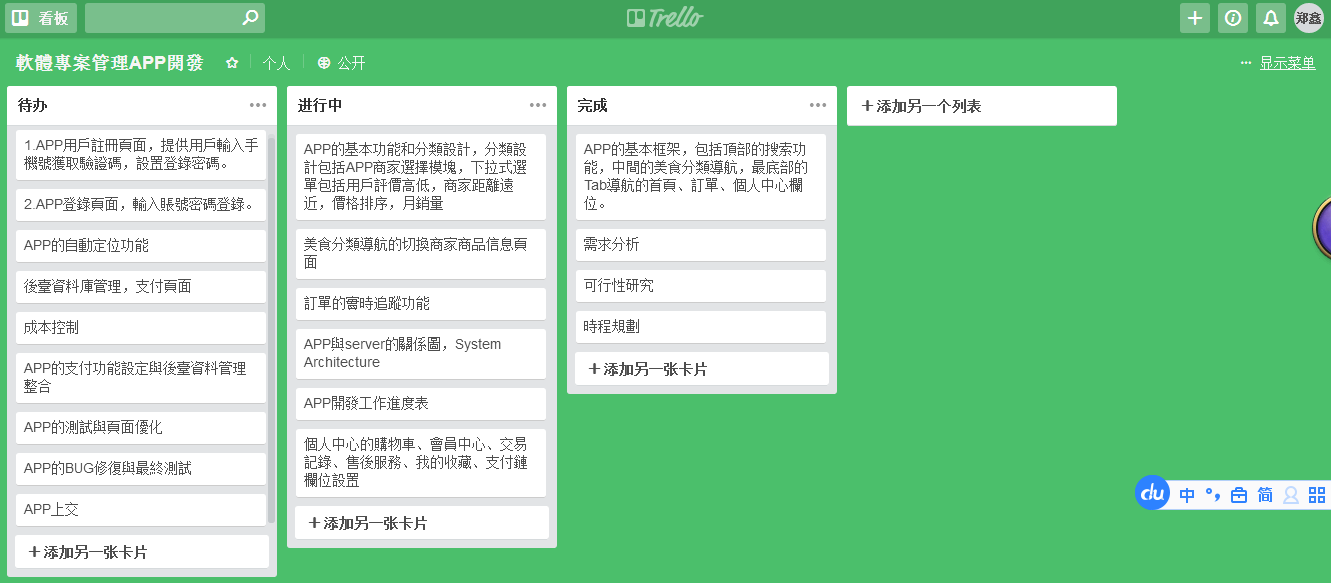 看板
Trello
郑鑫
軟體專案管理APP開發
个人
公开
显示菜单
待办
1.APP用戶註冊頁面，提供用戶輸入手
機號獲取驗證碼，設置登錄密碼。
2.APP登錄頁面，輸入賬號密碼登錄。
APP的自動定位功能
後臺資料庫管理，支付頁面
成本控制
APP的支付功能設定與後臺資料管理
整合
APP的測試與頁面優化
APP的BUG修復與最終測試
APP上交
+添加另一张卡片
进行中
APP的基本功能和分類設計，分類設
計包括APP商家選擇模塊，下拉式選
單包括用戶評價高低，商家距離遠
近，價格排序，月銷量
美食分類導航的切換商家商品信息頁
面
訂單的實時追蹤功能
APP與server的關係圖，System
Architecture
APP開發工作進度表
個人中心的購物車、會員中心、交易
記錄、售後服務、我的收藏、支付鏈
欄位設置
+添加另一张卡片
完成
APP的基本框架，包括頂部的搜索功
能，中間的美食分類導航，最底部的
Tab導航的首頁、訂單、個人中心欄
位。
需求分析
可行性研究
時程規劃
+添加另一张卡片
+添加另一个列表
du 中 °, 简